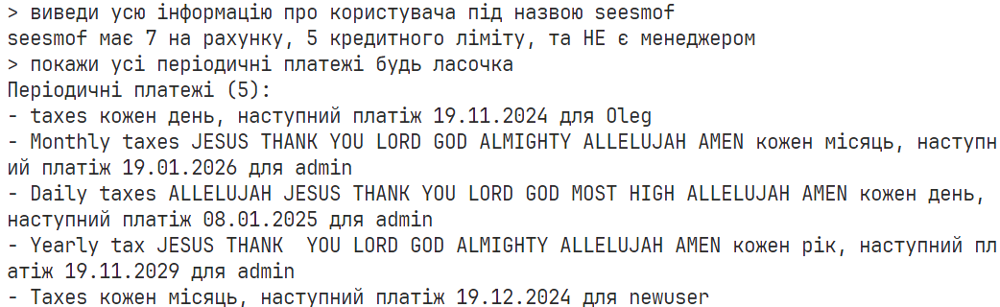 > виведи усю інформацію про користувача під назвою seesmof
seesmof має 7 на рахунку, 5 кредитного ліміту, та НЕ є менеджером
> покажи усі періодичні платежі будь ласочка
Періодичні платежі (5):
- taxes кожен день, наступний платіж 19.11.2024 для Oleg
- Monthly taxes JESUS THANK YOU LORD GOD ALMIGHTY ALLELUJAH AMEN кожен місяць, наступн
ий платіж 19.01.2026 для admin
- Daily taxes ALLELUJAH JESUS THANK YOU LORD GOD MOST HIGH ALLELUJAH AMEN кожен день,
наступний платіж 08.01.2025 для admin
- Yearly tax JESUS THANK  YOU LORD GOD ALMIGHTY ALLELUJAH AMEN кожен рік, наступний пл
атіж 19.11.2029 для admin
- Taxes кожен місяць, наступний платіж 19.12.2024 для newuser